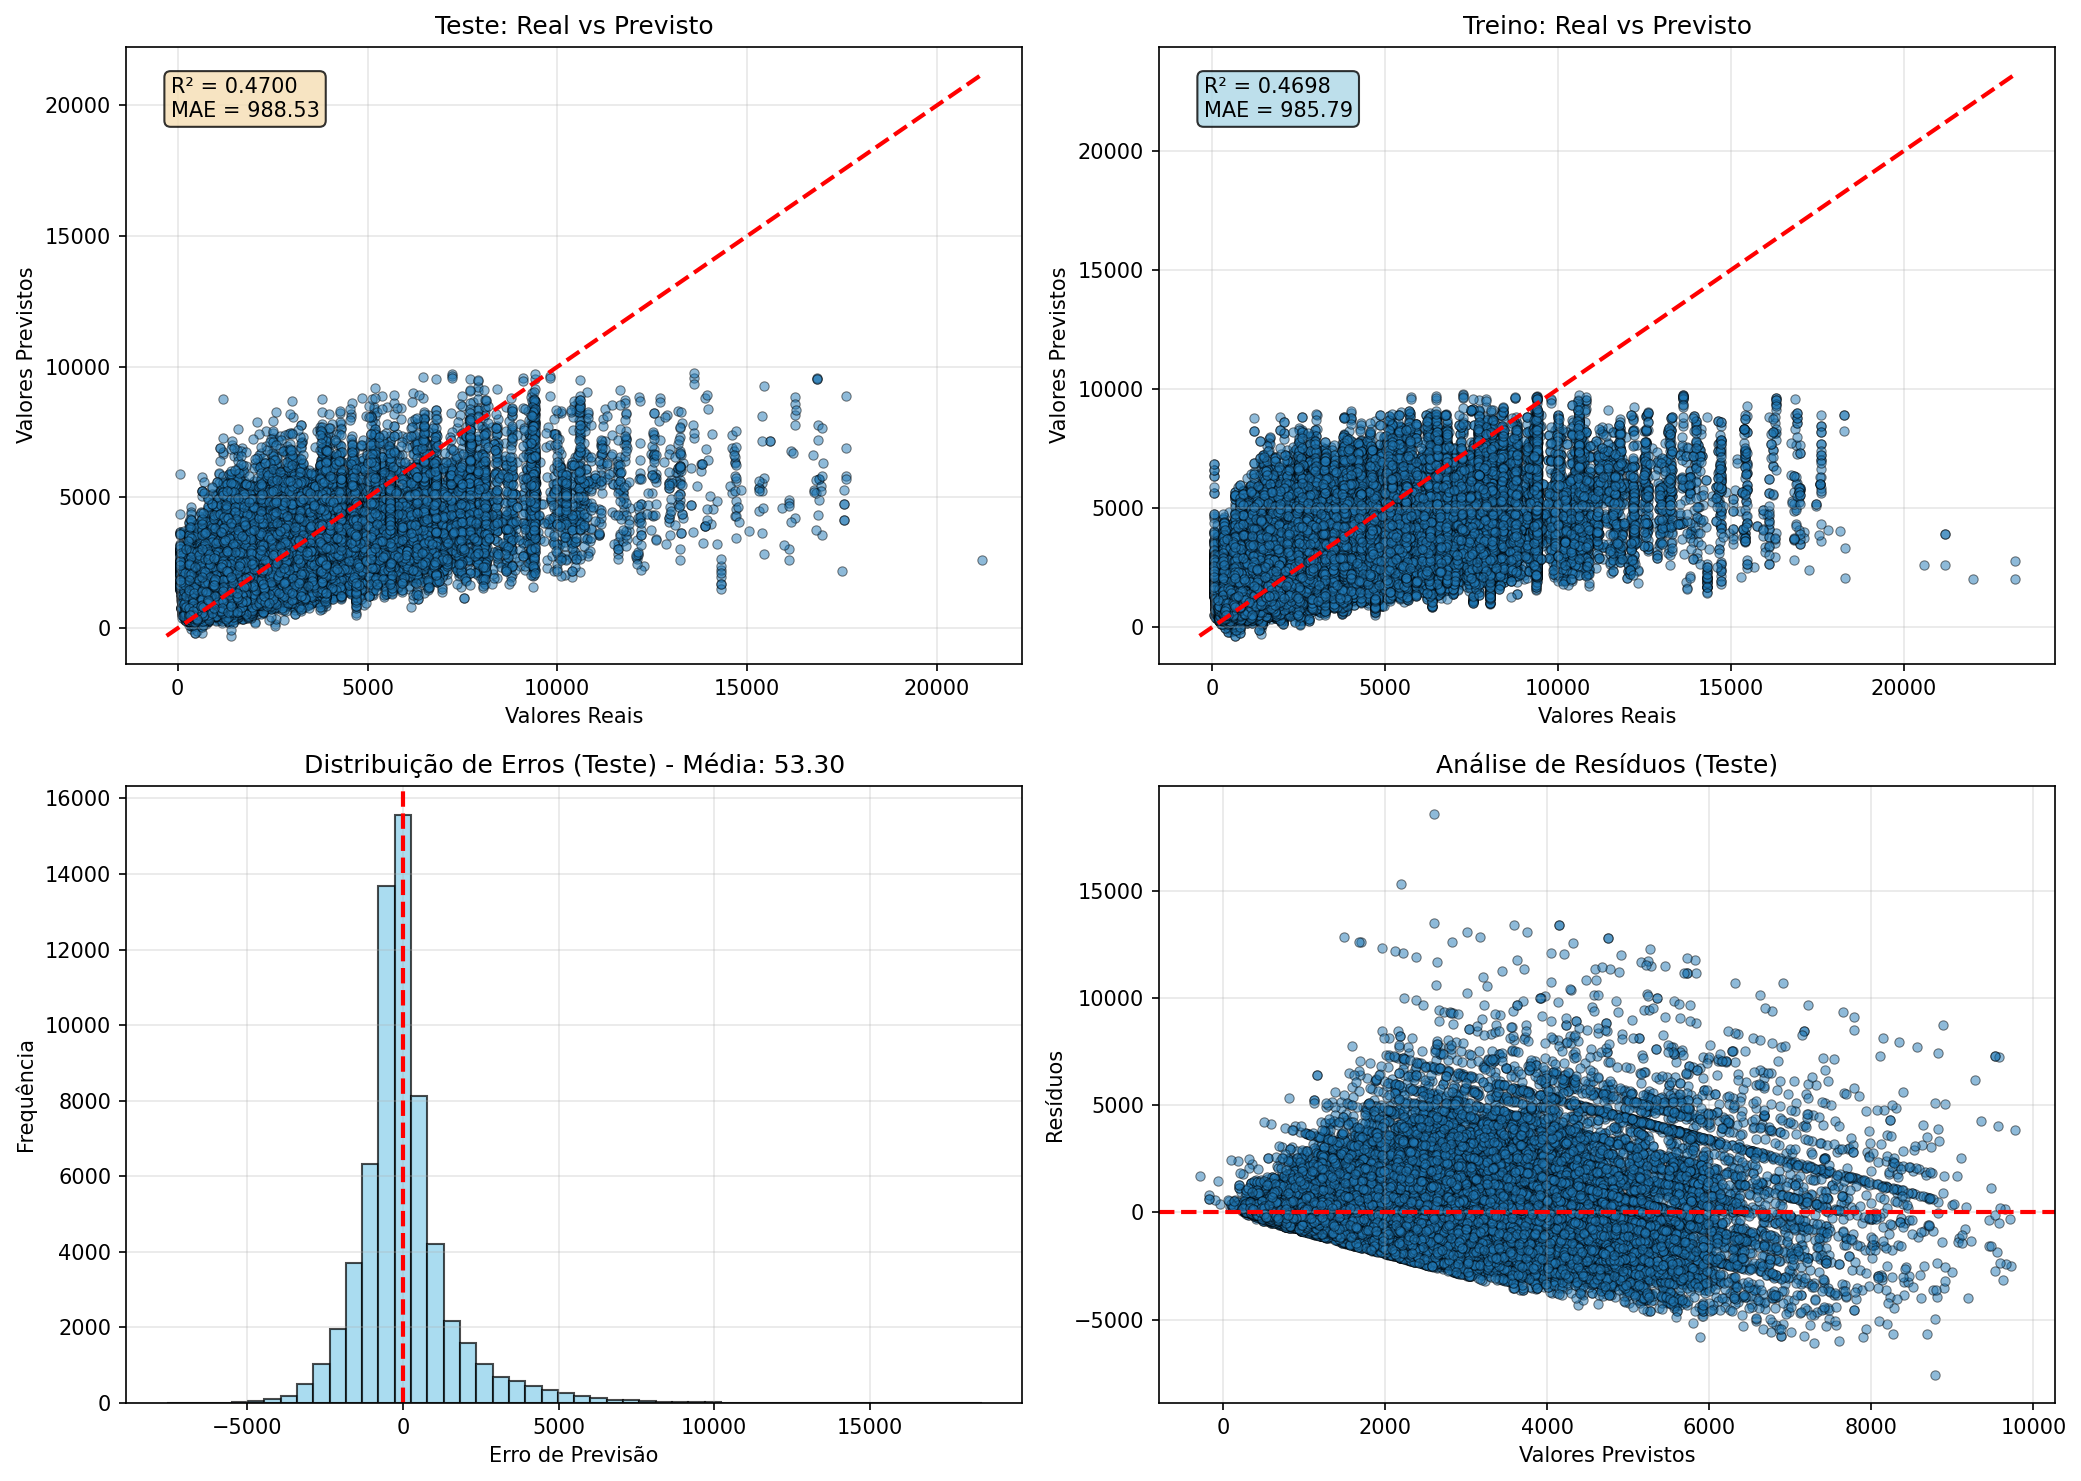 Teste: Real vs Previsto
R² = 0.4700
MAE = 988.53
20000
15000
10000
5000
0
Valores Previstos
0 5000 10000 15000 20000
Valores Reais
Treino: Real vs Previsto
R² = 0.4698
MAE = 985.79
20000
15000
10000
5000
0
Valores Previstos
0 5000 10000 15000 20000
Valores Reais
Distribuição de Erros (Teste) - Média: 53.30
16000
14000
12000
10000
8000
6000
4000
2000
0
Frequência
−5000 0 5000 10000 15000
Erro de Previsão
Análise de Resíduos (Teste)
15000
10000
5000
0
−5000
Resíduos
0 2000 4000 6000 8000 10000
Valores Previstos